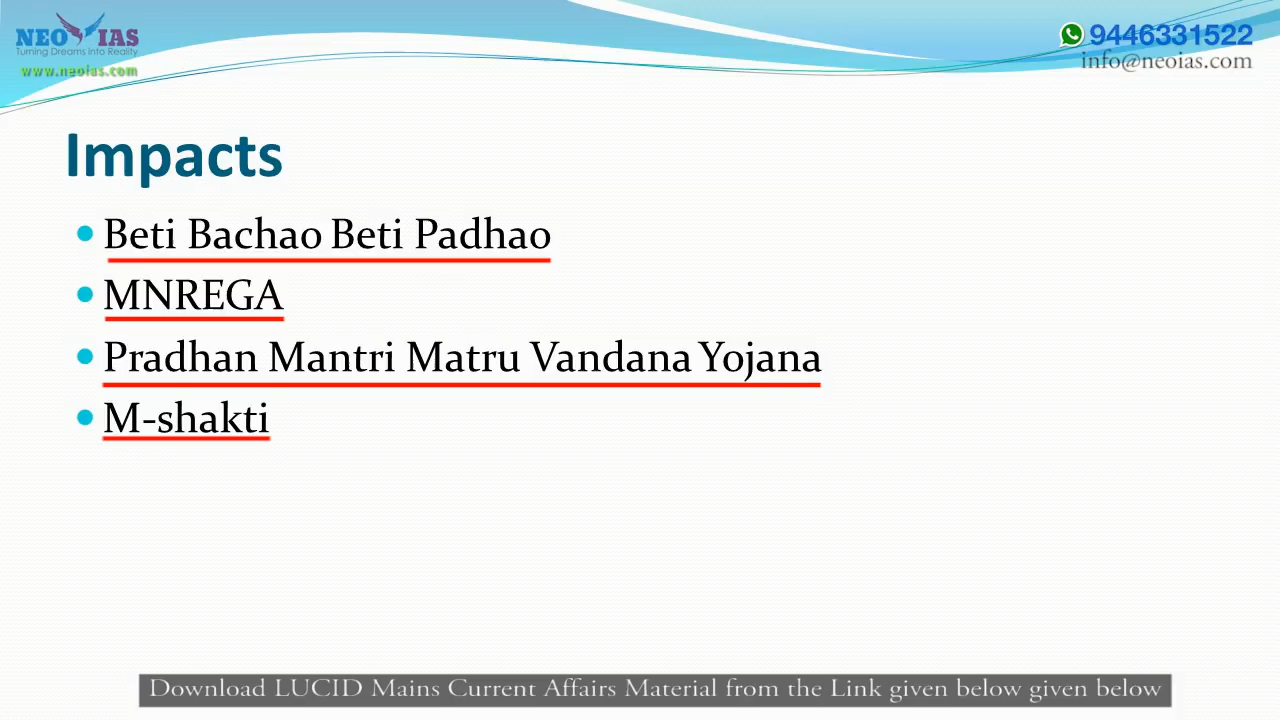 NEO IAS
Turning Dreams into Reality
www.neoias.com
9446331522
info@neoias.com
Impacts
Beti Bachao Beti Padhao
MNREGA
Pradhan Mantri Matru Vandana Yojana
M-shakti
Download LUCID Mains Current Affairs Material from the Link given below given below